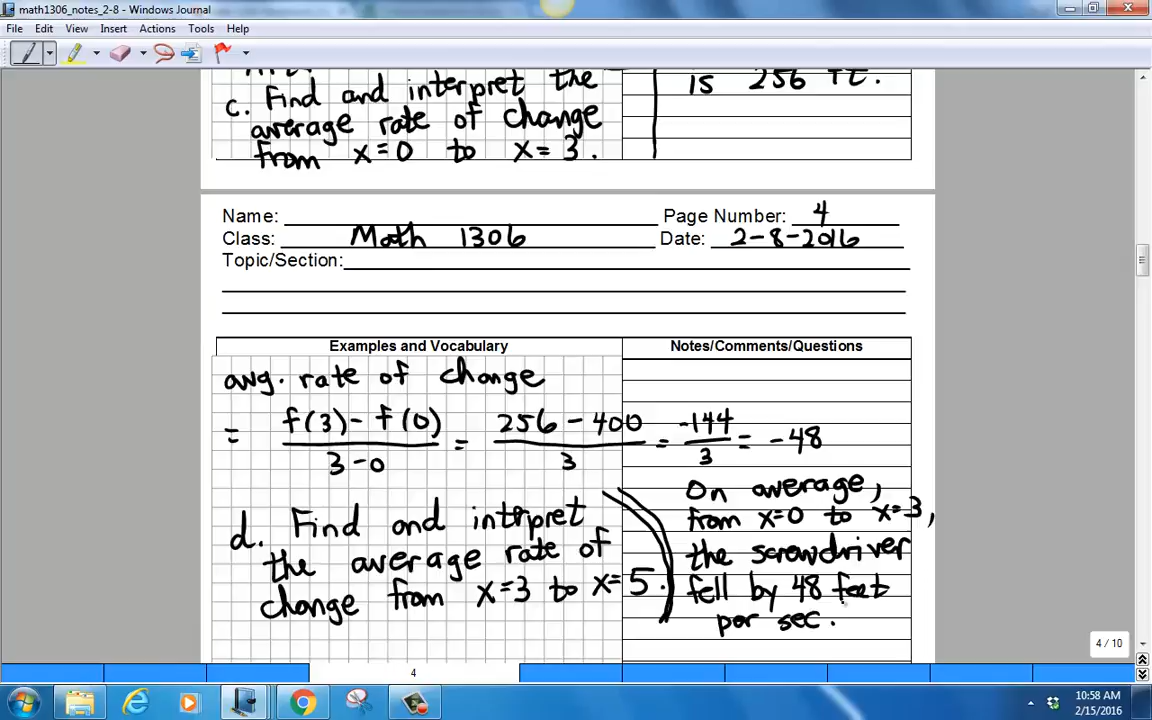 math1306_notes_2-8 - Windows Journal
File Edit View Insert Actions Tools Help
c. Find and interpret the
average rate of change
from x=0 to x=3.
is 256 ft.
Name:
Page Number: 4
Class: Math 1306
Date: 2-8-2016
Topic/Section:
Examples and Vocabulary
Notes/Comments/Questions
avg. rate of change
= f(3)-f(0) / 3-0 = 256-400 / 3 = -144 / 3 = -48
On average,
from x=0 to x=3,
the screwdriver
fell by 48 feet
per sec.
d. Find and interpret
the average rate of
change from x=3 to x=5.
4 / 10
4
10:58 AM
2/15/2016